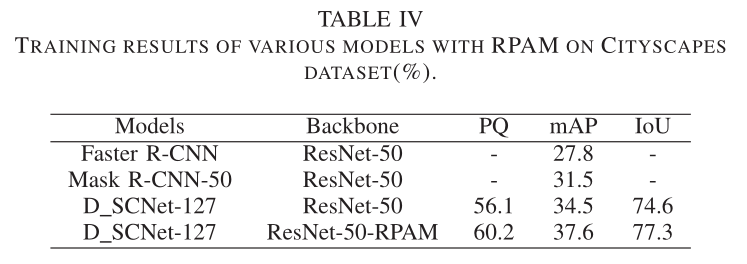 TABLE IV
TRAINING RESULTS OF VARIOUS MODELS WITH RPAM ON CITYSCAPES
DATASET(%).
Models Backbone PQ mAP IoU
Faster R-CNN ResNet-50 - 27.8 -
Mask R-CNN-50 ResNet-50 - 31.5 -
D_SCNet-127 ResNet-50 56.1 34.5 74.6
D_SCNet-127 ResNet-50-RPAM 60.2 37.6 77.3